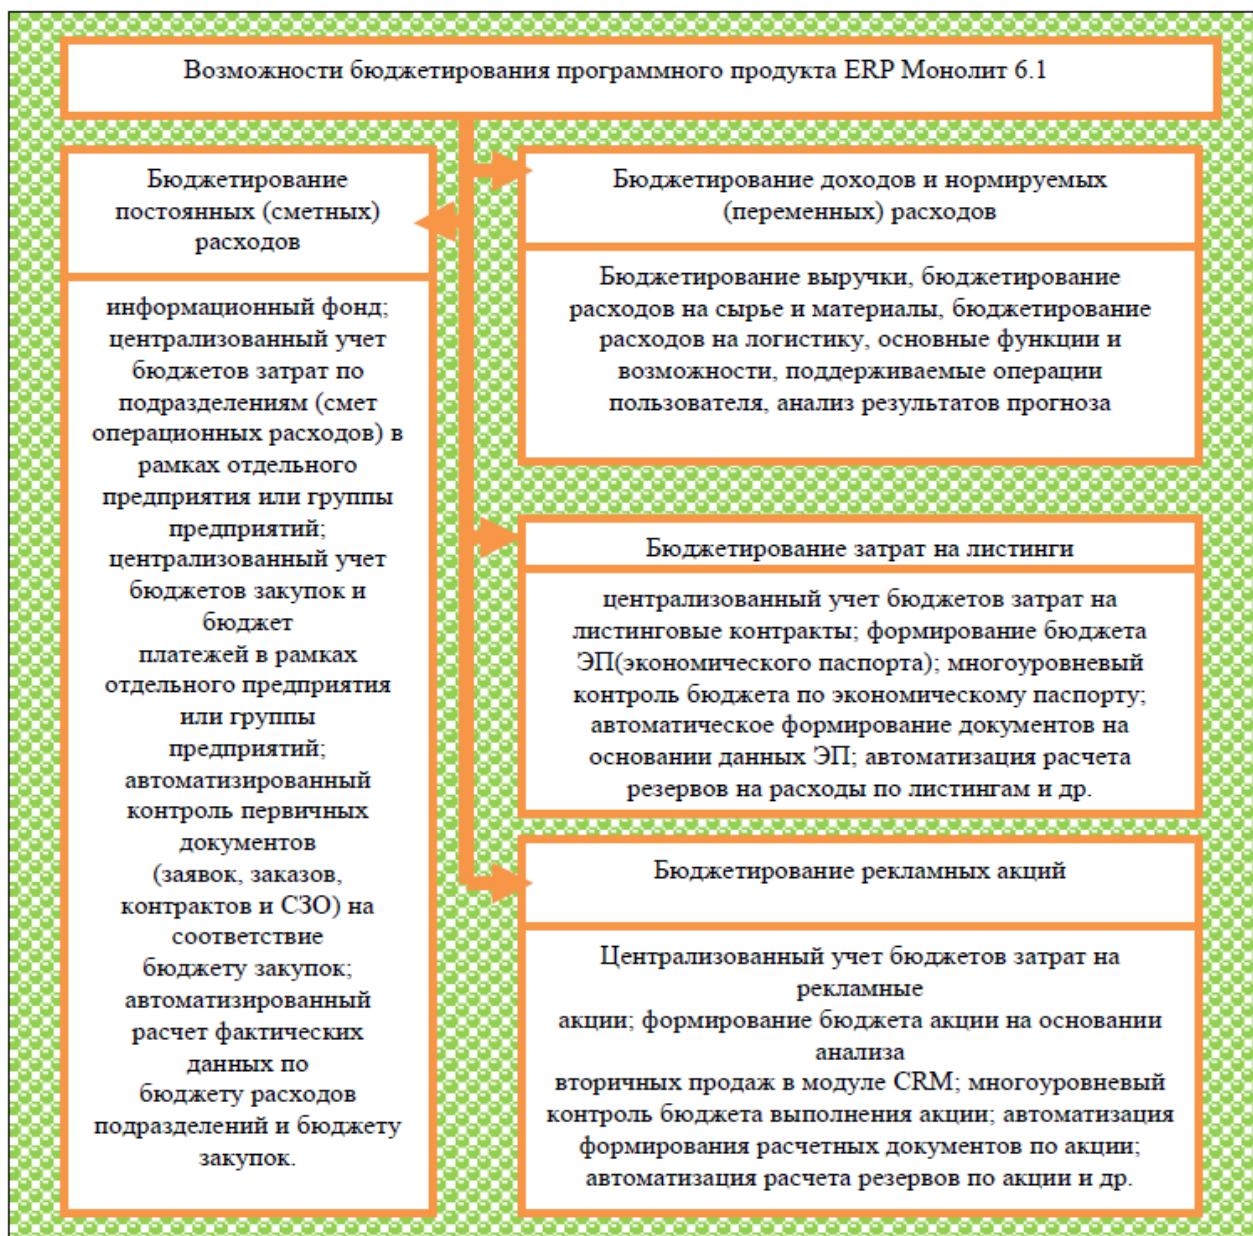 Возможности бюджетирования программного продукта ERP Монолит 6.1
Бюджетирование
постоянных (сметных)
расходов
информационный фонд;
централизованный учет
бюджетов затрат по
подразделениям (смет
операционных расходов) в
рамках отдельного
предприятия или группы
предприятий;
централизованный учет
бюджетов закупок и
бюджет
платежей в рамках
отдельного предприятия
или группы
предприятий;
автоматизированный
контроль первичных
документов
(заявок, заказов,
контрактов и СЗО) на
соответствие
бюджету закупок;
автоматизированный
расчет фактических
данных по
бюджету расходов
подразделений и бюджету
закупок.
Бюджетирование доходов и нормируемых
(переменных) расходов
Бюджетирование выручки, бюджетирование
расходов на сырье и материалы, бюджетирование
расходов на логистику, основные функции и
возможности, поддерживаемые операции
пользователя, анализ результатов прогноза
Бюджетирование затрат на листинги
централизованный учет бюджетов затрат на
листинговые контракты; формирование бюджета
ЭП(экономического паспорта); многоуровневый
контроль бюджета по экономическому паспорту;
автоматическое формирование документов на
основании данных ЭП; автоматизация расчета
резервов на расходы по листингам и др.
Бюджетирование рекламных акций
Централизованный учет бюджетов затрат на
рекламные
акции; формирование бюджета акции на основании
анализа
вторичных продаж в модуле CRM; многоуровневый
контроль бюджета выполнения акции; автоматизация
формирования расчетных документов по акции;
автоматизация расчета резервов по акции и др.